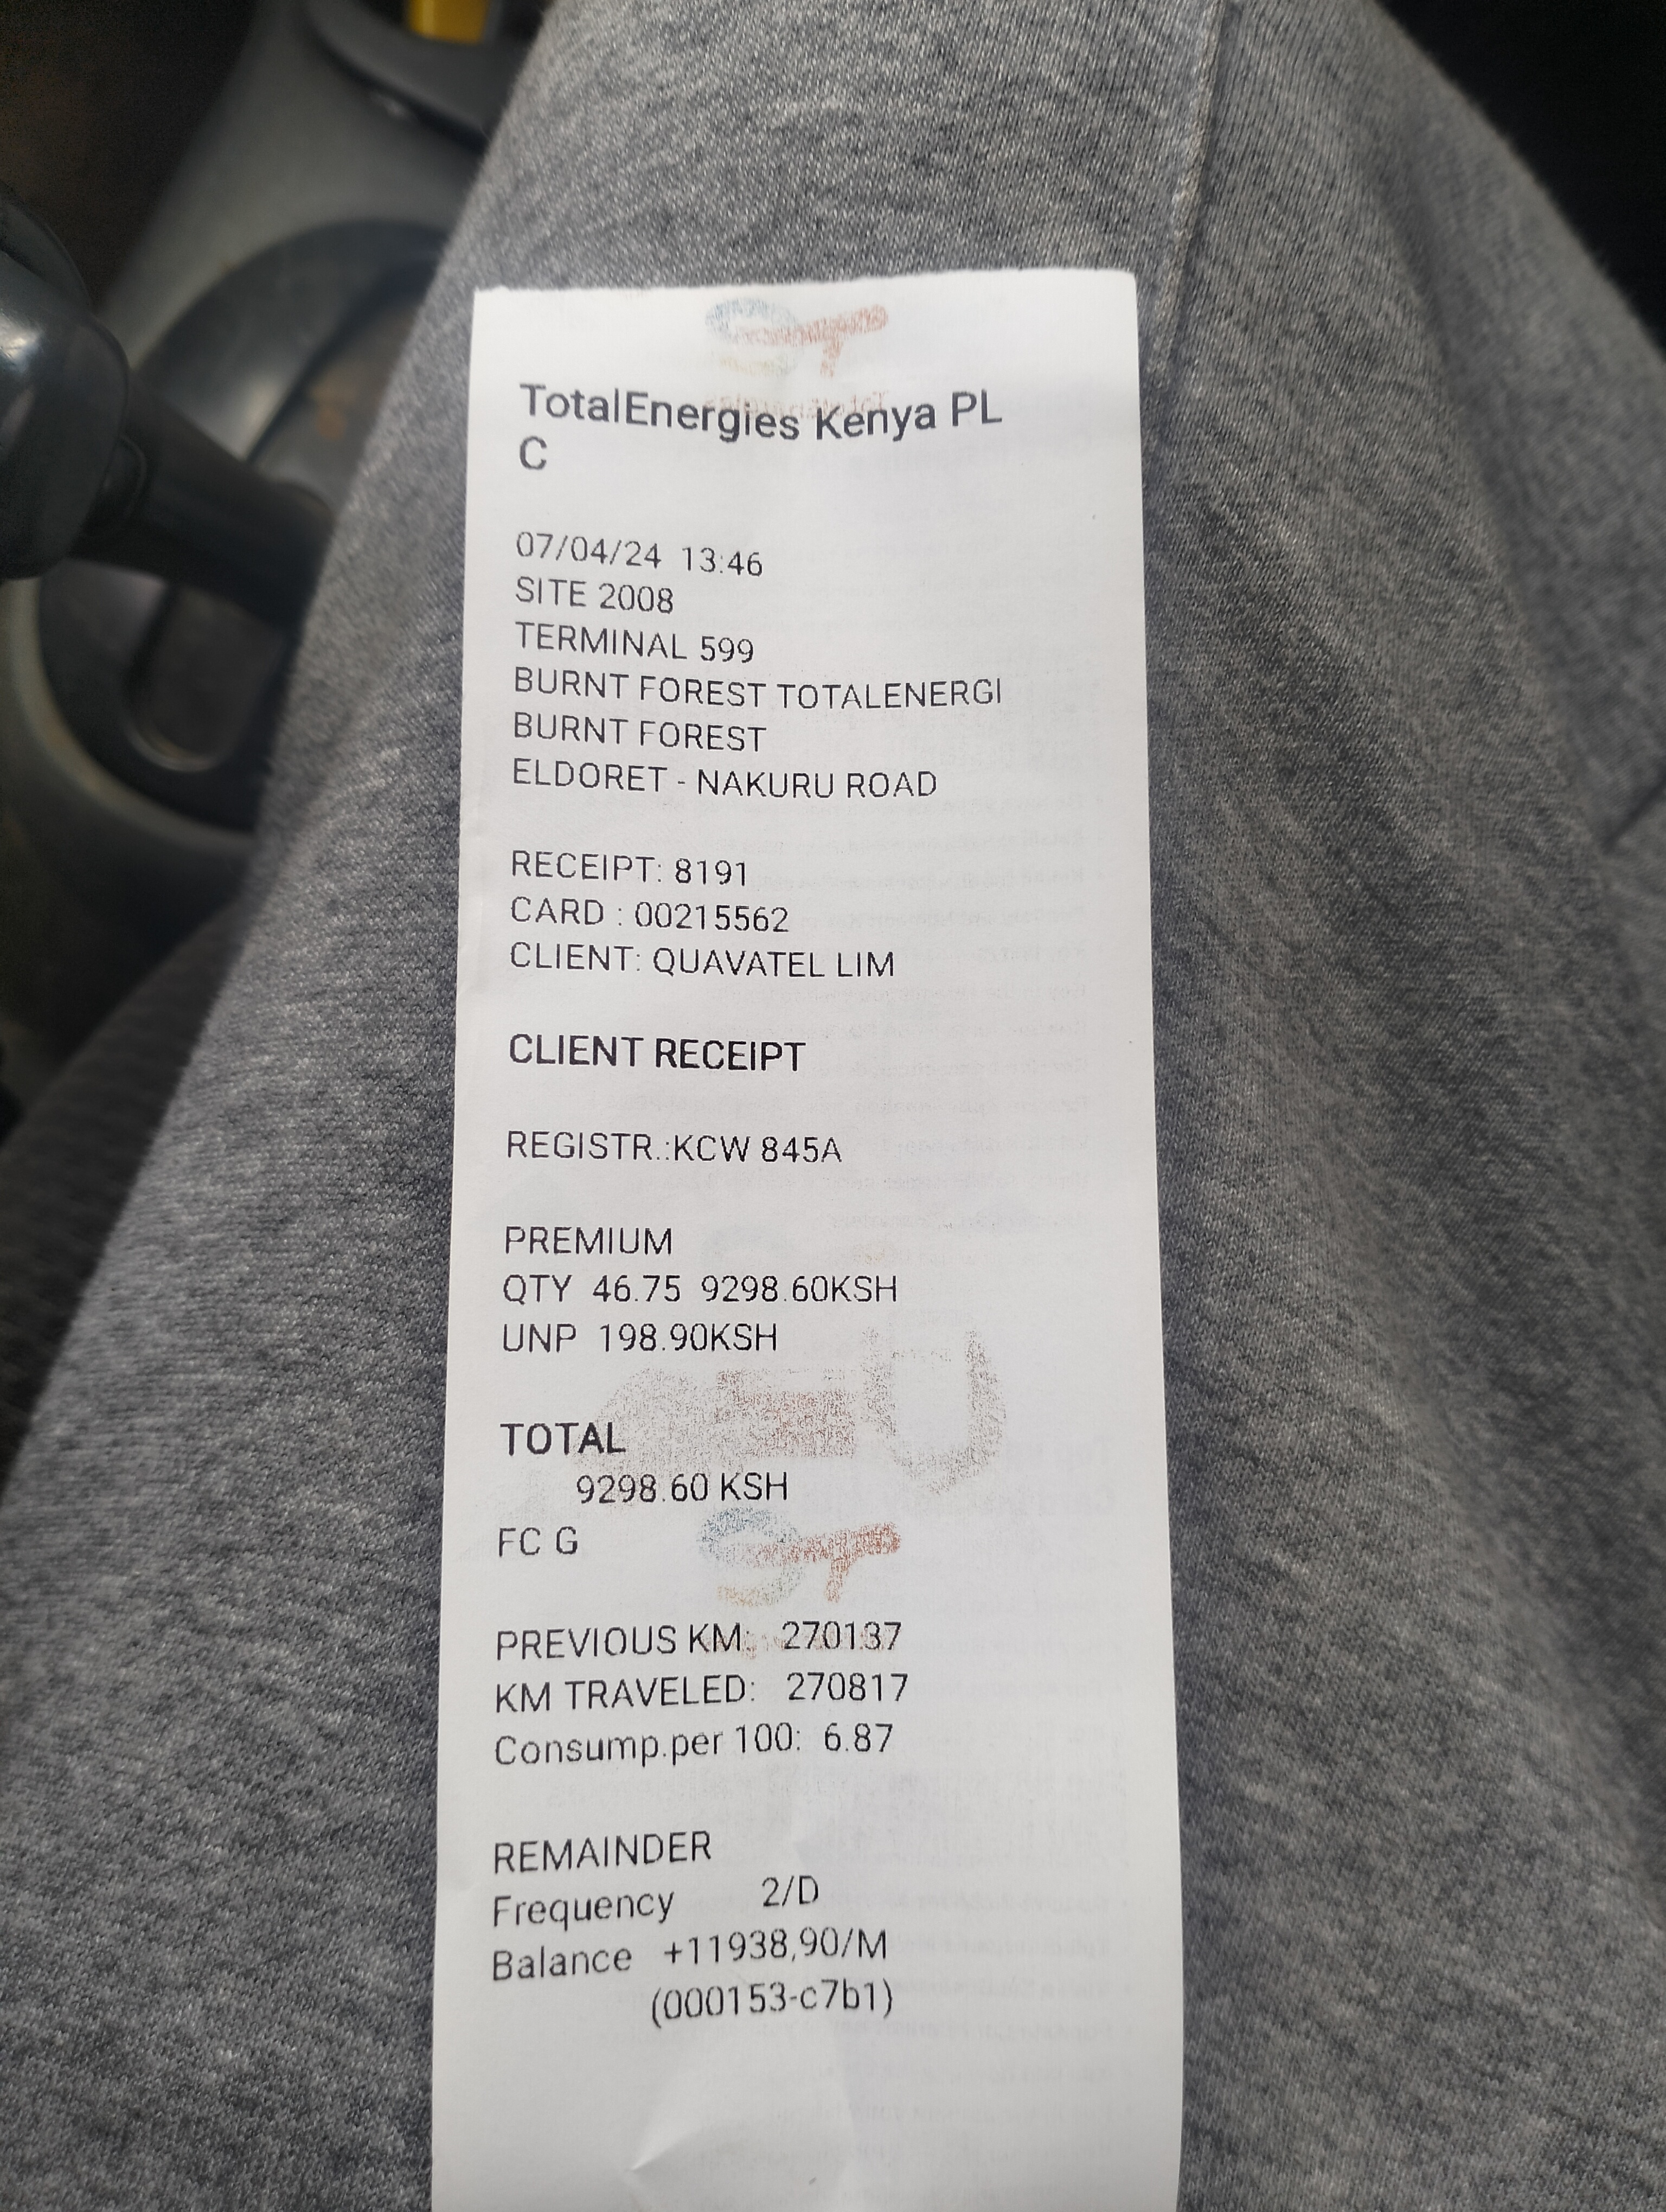 TotalEnergies Kenya PL
C
07/04/24 13:46
SITE 2008
TERMINAL 599
BURNT FOREST TOTALENERGI
BURNT FOREST
ELDORET - NAKURU ROAD
RECEIPT: 8191
CARD : 00215562
CLIENT: QUAVATEL LIM
CLIENT RECEIPT
REGISTR.:KCW 845A
PREMIUM
QTY 46.75 9298.60KSH
UNP 198.90KSH
TOTAL
9298.60 KSH
FC G
PREVIOUS KM: 270137
KM TRAVELED: 270817
Consump.per 100: 6.87
REMAINDER
Frequency 2/D
Balance +11938,90/M
(000153-c7b1)